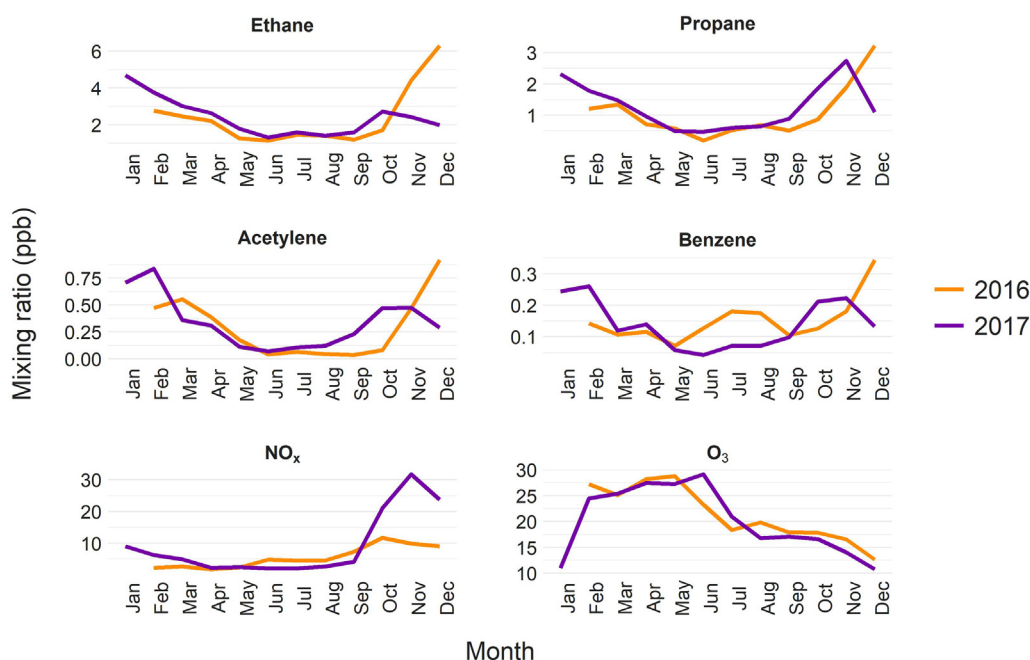 Ethane
6
4
2
Jan Feb Mar Apr May Jun Jul Aug Sep Oct Nov Dec
Propane
3
2
1
Jan Feb Mar Apr May Jun Jul Aug Sep Oct Nov Dec
Mixing ratio (ppb)
Acetylene
0.75
0.50
0.25
0.00
Jan Feb Mar Apr May Jun Jul Aug Sep Oct Nov Dec
Benzene
0.3
0.2
0.1
Jan Feb Mar Apr May Jun Jul Aug Sep Oct Nov Dec
2016
2017
NOₓ
30
20
10
Jan Feb Mar Apr May Jun Jul Aug Sep Oct Nov Dec
O₃
30
25
20
15
10
Jan Feb Mar Apr May Jun Jul Aug Sep Oct Nov Dec
Month